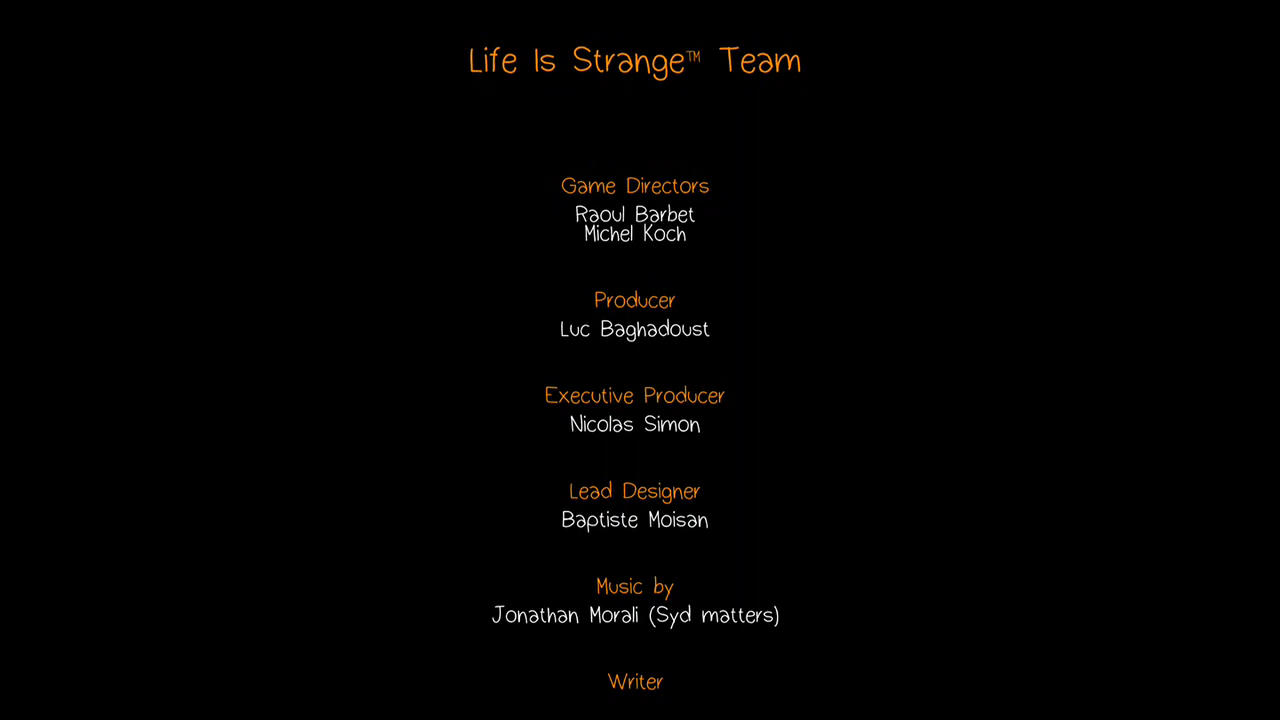 Life Is Strange™ Team
Game Directors
Raoul Barbet
Michel Koch
Producer
Luc Baghadoust
Executive Producer
Nicolas Simon
Lead Designer
Baptiste Moisan
Music by
Jonathan Morali (Syd matters)
Writer